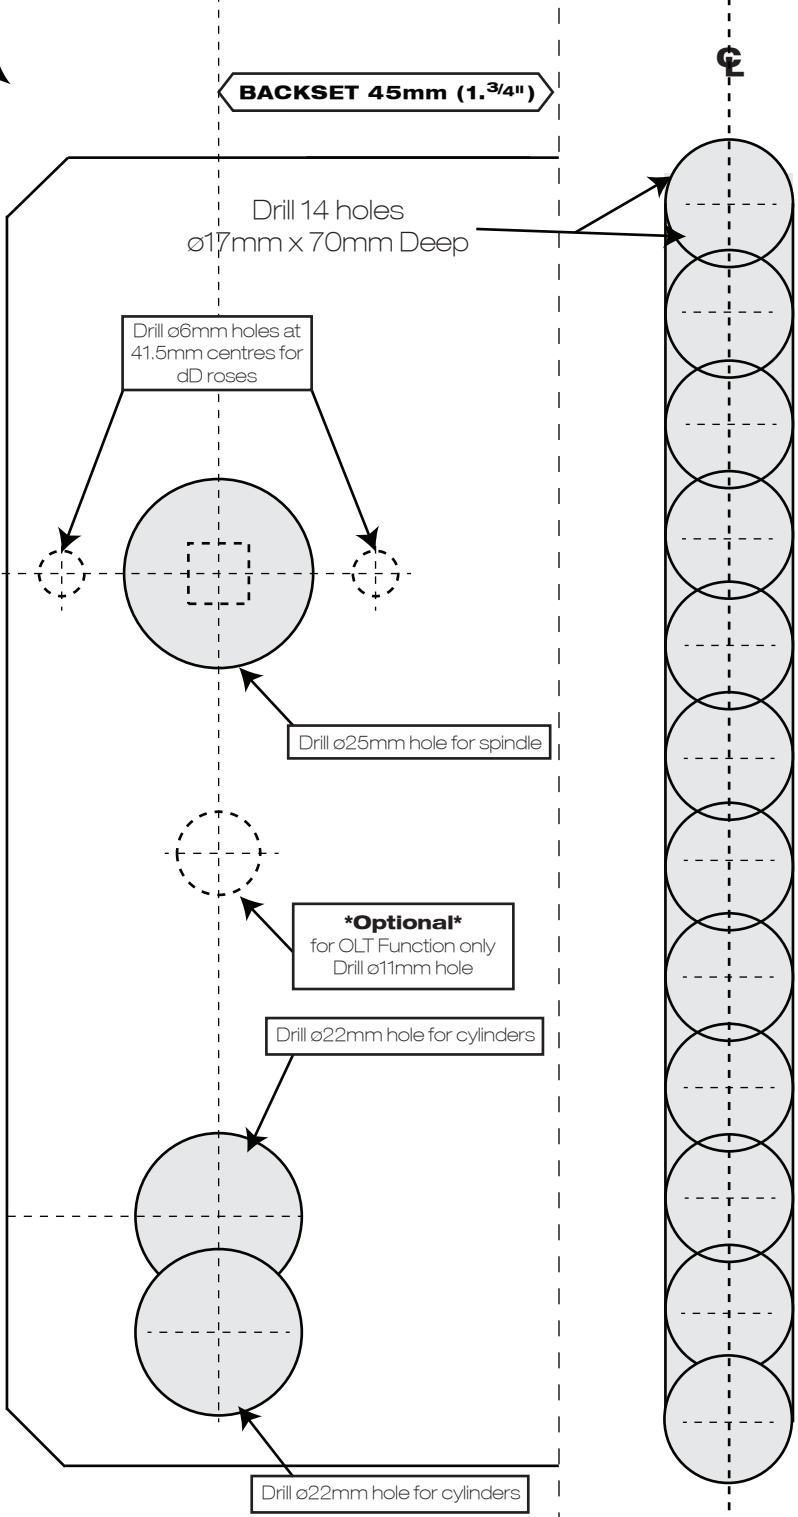 BACKSET 45mm (1.3/4")
℄
Drill 14 holes
ø17mm x 70mm Deep
Drill ø6mm holes at
41.5mm centres for
dD roses
Drill ø25mm hole for spindle
*Optional*
for OLT Function only
Drill ø11mm hole
Drill ø22mm hole for cylinders
Drill ø22mm hole for cylinders